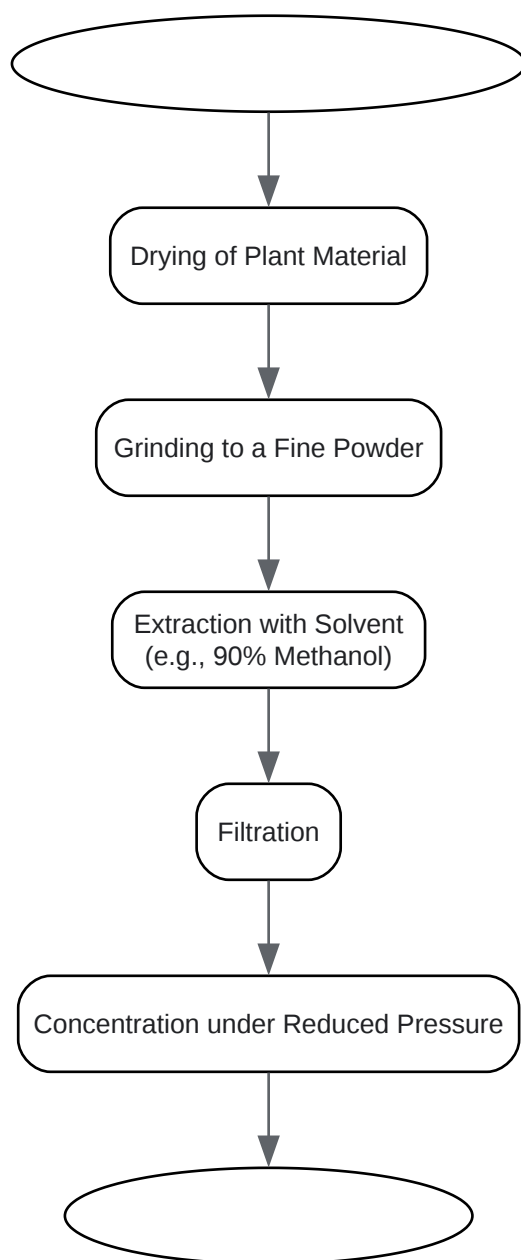 Drying of Plant Material
Grinding to a Fine Powder
Extraction with Solvent
(e.g., 90% Methanol)
Filtration
Concentration under Reduced Pressure